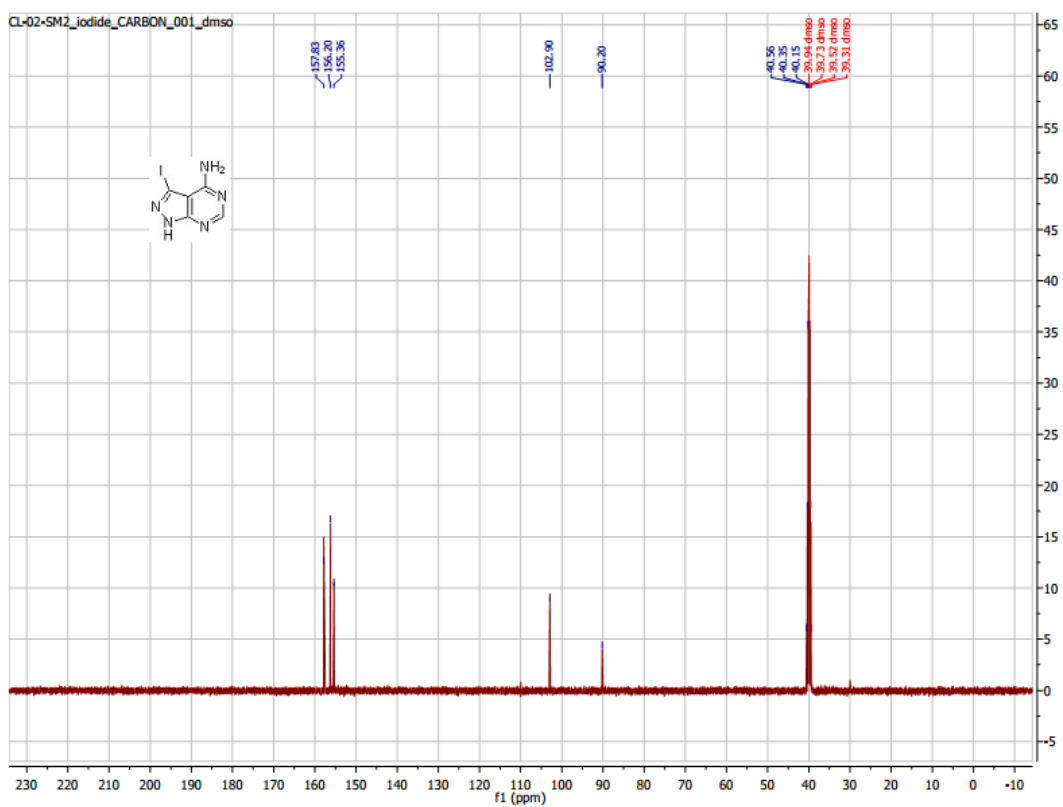 CL-02-SM2_iodide_CARBON_001_dmso
157.83
156.20
155.36
102.90
90.20
40.56
40.35
40.15
39.94 dmso
39.73 dmso
39.52 dmso
39.31 dmso
I
NH2
N
N
N
H
N
65
60
55
50
45
40
35
30
25
20
15
10
5
0
-5
230 220 210 200 190 180 170 160 150 140 130 120 110 100 90 80 70 60 50 40 30 20 10 0 -10
f1 (ppm)